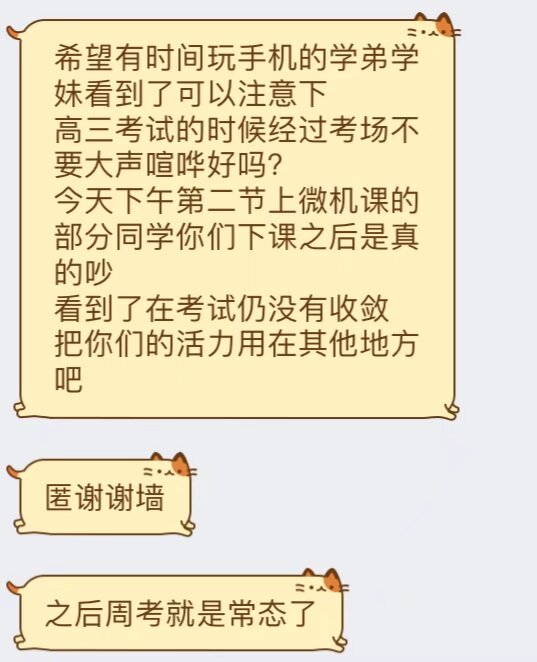 希望有时间玩手机的学弟学
妹看到了可以注意下
高三考试的时候经过考场不
要大声喧哗好吗?
今天下午第二节上微机课的
部分同学你们下课之后是真
的吵
看到了在考试仍没有收敛
把你们的活力用在其他地方
吧
匿谢谢墙
之后周考就是常态了